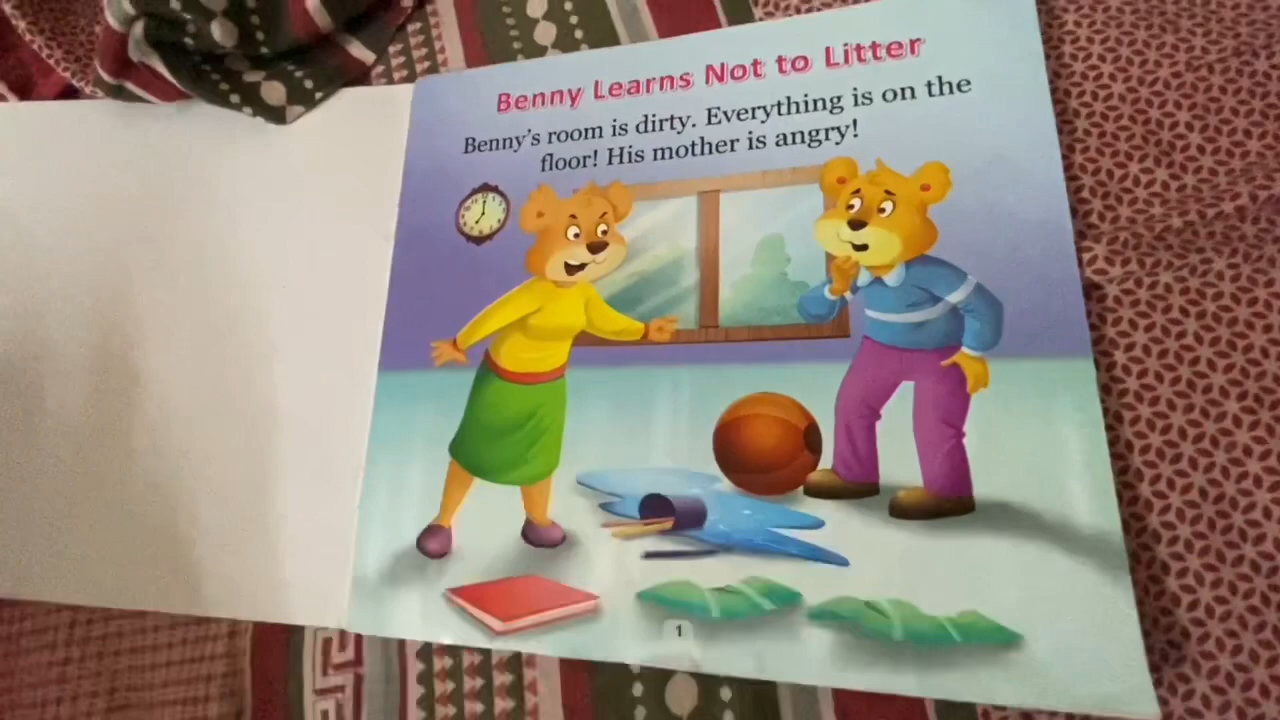 Benny Learns Not to Litter
Benny's room is dirty. Everything is on the
floor! His mother is angry!
1